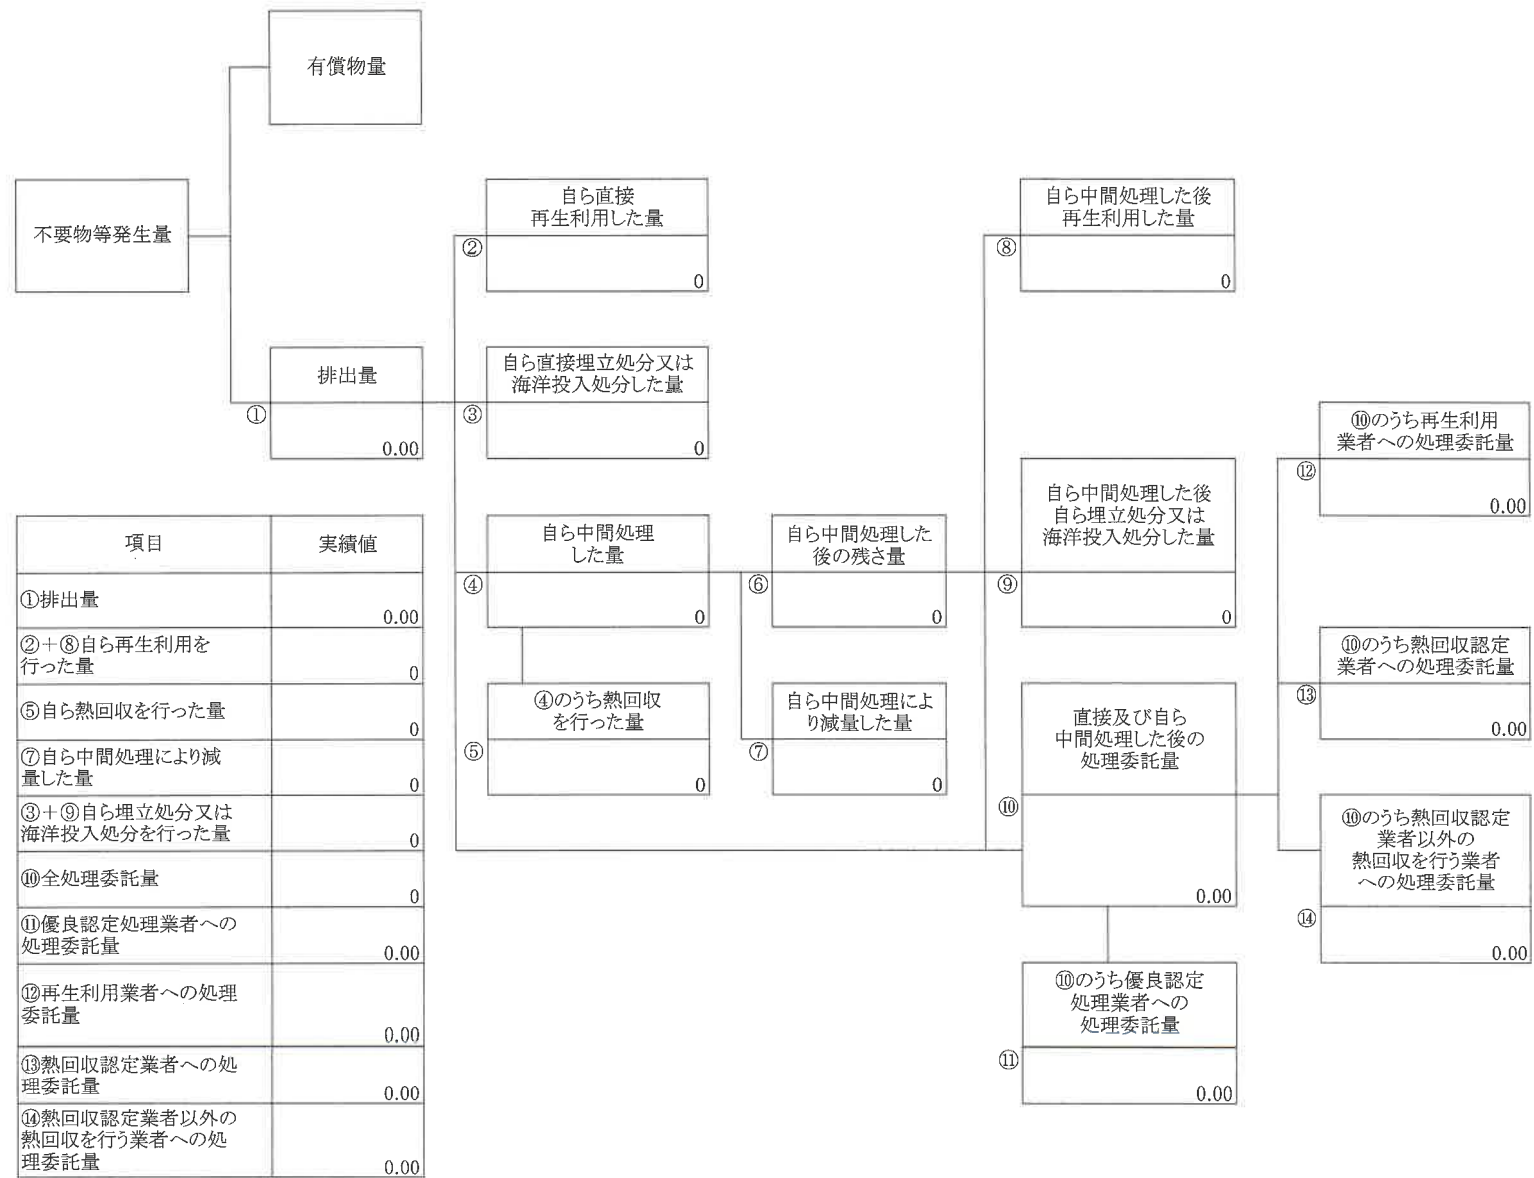 有償物量
不要物等発生量
自ら直接
再生利用した量
②
0
自ら中間処理した後
再生利用した量
⑧
0
排出量
①
0.00
自ら直接埋立処分又は
海洋投入処分した量
③
0
⑩のうち再生利用
業者への処理委託量
⑫
0.00
自ら中間処理
した量
④
0
自ら中間処理した
後の残さ量
⑥
0
自ら中間処理した後
自ら埋立処分又は
海洋投入処分した量
⑨
0
⑩のうち熱回収認定
業者への処理委託量
⑬
0.00
④のうち熱回収
を行った量
⑤
0
自ら中間処理によ
り減量した量
⑦
0
直接及び自ら
中間処理した後の
処理委託量
⑩
0.00
⑩のうち熱回収認定
業者以外の
熱回収を行う業者
への処理委託量
⑭
0.00
⑩のうち優良認定
処理業者への
処理委託量
⑪
0.00
項目 実績値
①排出量
0.00
②＋⑧自ら再生利用を
行った量
0
⑤自ら熱回収を行った量
0
⑦自ら中間処理により減
量した量
0
③＋⑨自ら埋立処分又は
海洋投入処分を行った量
0
⑩全処理委託量
0
⑪優良認定処理業者への
処理委託量
0.00
⑫再生利用業者への処理
委託量
0.00
⑬熱回収認定業者への処
理委託量
0.00
⑭熱回収認定業者以外の
熱回収を行う業者への処
理委託量
0.00